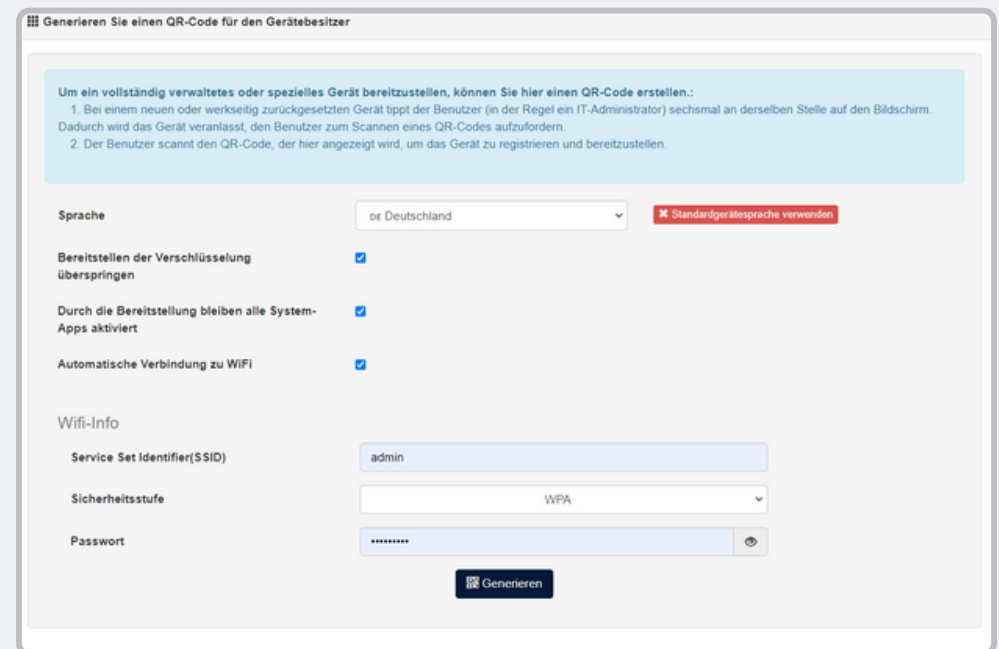 Generieren Sie einen QR-Code für den Gerätebesitzer
Um ein vollständig verwaltetes oder spezielles Gerät bereitzustellen, können Sie hier einen QR-Code erstellen.:
1. Bei einem neuen oder werkseitig zurückgesetzten Gerät tippt der Benutzer (in der Regel ein IT-Administrator) sechsmal an derselben Stelle auf den Bildschirm.
Dadurch wird das Gerät veranlasst, den Benutzer zum Scannen eines QR-Codes aufzufordern.
2. Der Benutzer scannt den QR-Code, der hier angezeigt wird, um das Gerät zu registrieren und bereitzustellen.
Sprache
DE Deutschland
Standardgerätesprache verwenden
Bereitstellen der Verschlüsselung
überspringen
Durch die Bereitstellung bleiben alle System-
Apps aktiviert
Automatische Verbindung zu WiFi
Wifi-Info
Service Set Identifier(SSID)
admin
Sicherheitsstufe
WPA
Passwort
•••••••••
Generieren